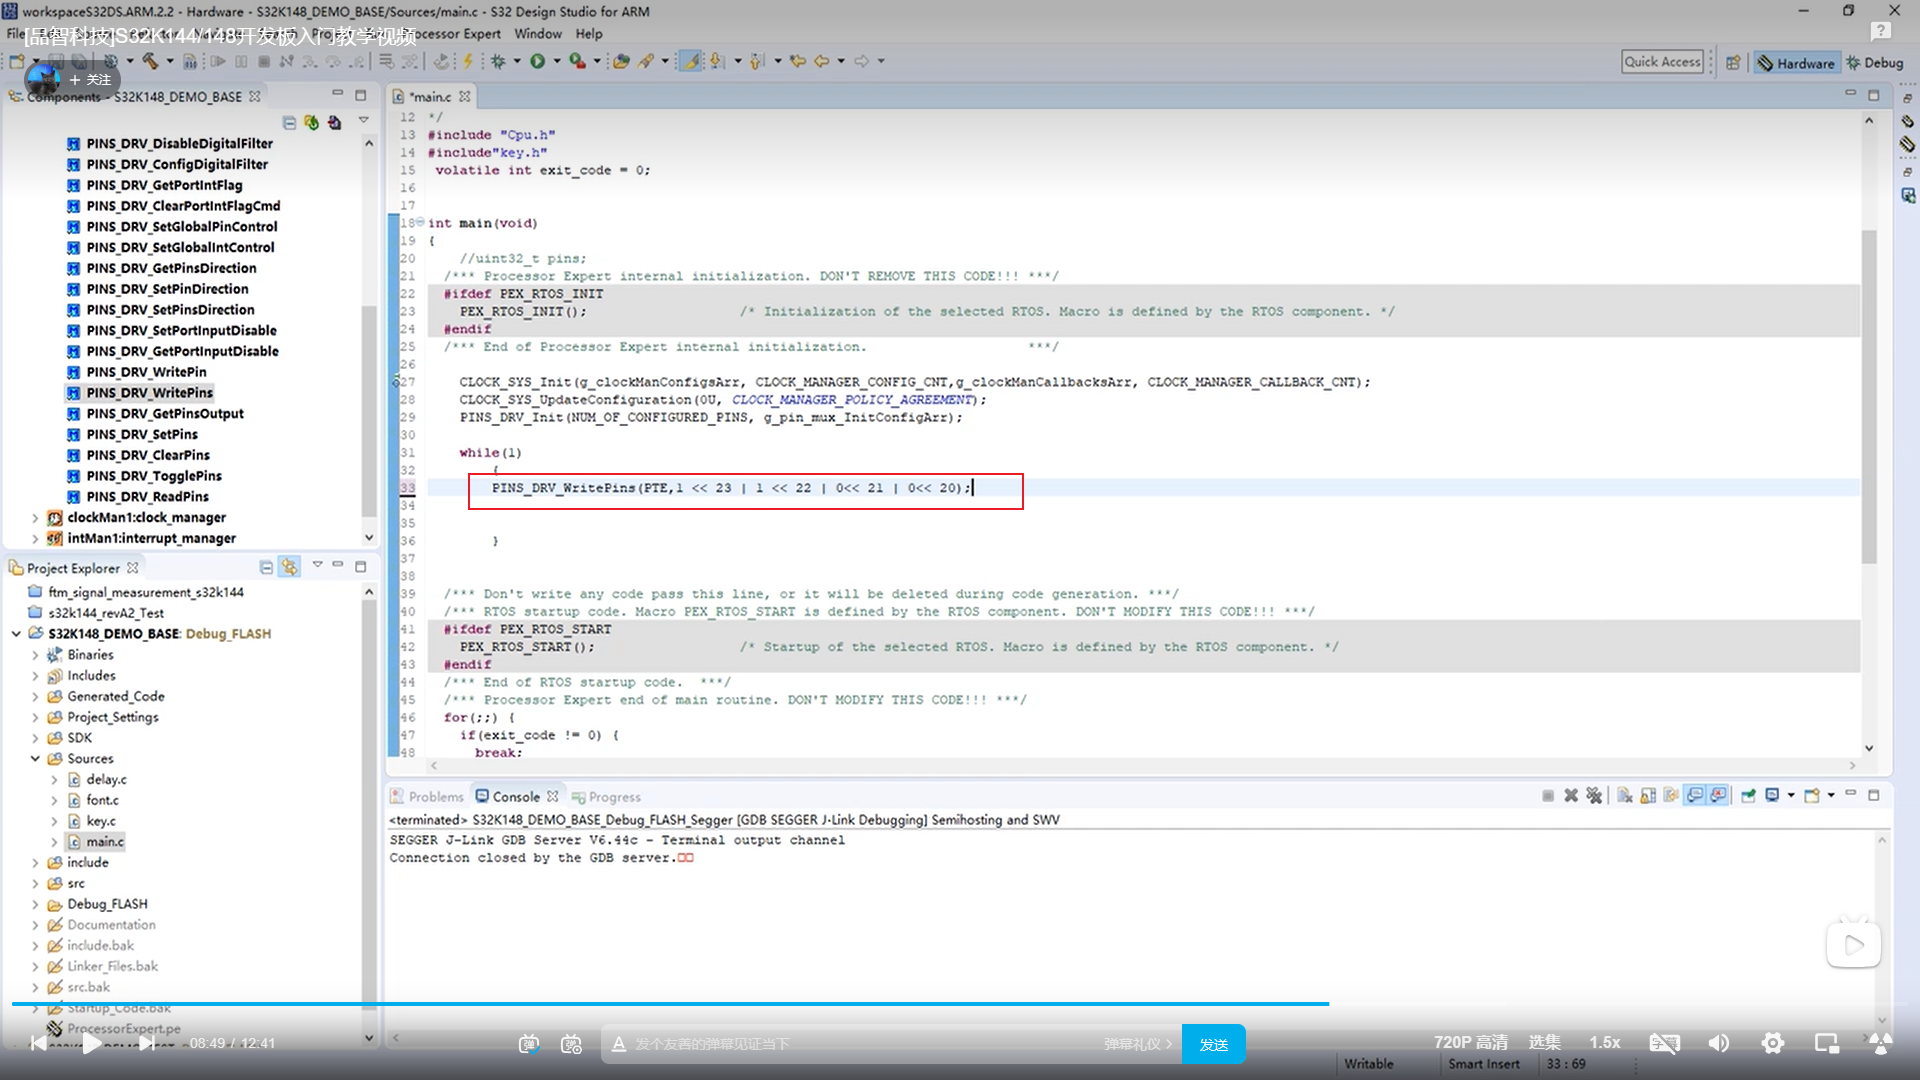 workspaceS32DS.ARM.2.2 - Hardware - S32K148_DEMO_BASE/Sources/main.c - S32 Design Studio for ARM
[品智科技]S32K144/148开发板入门教学视频
Window Help
Quick Access
Hardware
Debug
+ 关注
Components - S32K148_DEMO_BASE
PINS_DRV_DisableDigitalFilter
PINS_DRV_ConfigDigitalFilter
PINS_DRV_GetPortIntFlag
PINS_DRV_ClearPortIntFlagCmd
PINS_DRV_SetGlobalPinControl
PINS_DRV_SetGlobalIntControl
PINS_DRV_GetPinsDirection
PINS_DRV_SetPinDirection
PINS_DRV_SetPinsDirection
PINS_DRV_SetPortInputDisable
PINS_DRV_GetPortInputDisable
PINS_DRV_WritePin
PINS_DRV_WritePins
PINS_DRV_GetPinsOutput
PINS_DRV_SetPins
PINS_DRV_ClearPins
PINS_DRV_TogglePins
PINS_DRV_ReadPins
clockMan1:clock_manager
intMan1:interrupt_manager
Project Explorer
ftm_signal_measurement_s32k144
s32k144_revA2_Test
S32K148_DEMO_BASE: Debug_FLASH
Binaries
Includes
Generated_Code
Project_Settings
SDK
Sources
delay.c
font.c
key.c
main.c
include
src
Debug_FLASH
Documentation
include.bak
Linker_Files.bak
src.bak
Startup_Code.bak
ProcessorExpert.pe
*main.c
12 */
13 #include "Cpu.h"
14 #include"key.h"
15 volatile int exit_code = 0;
16
17
18 int main(void)
19 {
20 //uint32_t pins;
21 /*** Processor Expert internal initialization. DON'T REMOVE THIS CODE!!! ***/
22 #ifdef PEX_RTOS_INIT
23 PEX_RTOS_INIT(); /* Initialization of the selected RTOS. Macro is defined by the RTOS component. */
24 #endif
25 /*** End of Processor Expert internal initialization. ***/
26
27 CLOCK_SYS_Init(g_clockManConfigsArr, CLOCK_MANAGER_CONFIG_CNT,g_clockManCallbacksArr, CLOCK_MANAGER_CALLBACK_CNT);
28 CLOCK_SYS_UpdateConfiguration(0U, CLOCK_MANAGER_POLICY_AGREEMENT);
29 PINS_DRV_Init(NUM_OF_CONFIGURED_PINS, g_pin_mux_InitConfigArr);
30
31 while(1)
32 {
33 PINS_DRV_WritePins(PTE,1 << 23 | 1 << 22 | 0<< 21 | 0<< 20);
34
35
36 }
37
38
39 /*** Don't write any code pass this line, or it will be deleted during code generation. ***/
40 /*** RTOS startup code. Macro PEX_RTOS_START is defined by the RTOS component. DON'T MODIFY THIS CODE!!! ***/
41 #ifdef PEX_RTOS_START
42 PEX_RTOS_START(); /* Startup of the selected RTOS. Macro is defined by the RTOS component. */
43 #endif
44 /*** End of RTOS startup code. ***/
45 /*** Processor Expert end of main routine. DON'T MODIFY THIS CODE!!! ***/
46 for(;;) {
47 if(exit_code != 0) {
48 break;
Problems Console Progress
<terminated> S32K148_DEMO_BASE_Debug_FLASH_Segger [GDB SEGGER J-Link Debugging] Semihosting and SWV
SEGGER J-Link GDB Server V6.44c - Terminal output channel
Connection closed by the GDB server.
08:49 / 12:41
发个友善的弹幕见证当下
弹幕礼仪 >
发送
720P 高清
选集
1.5x
Writable
Smart Insert
33 : 69